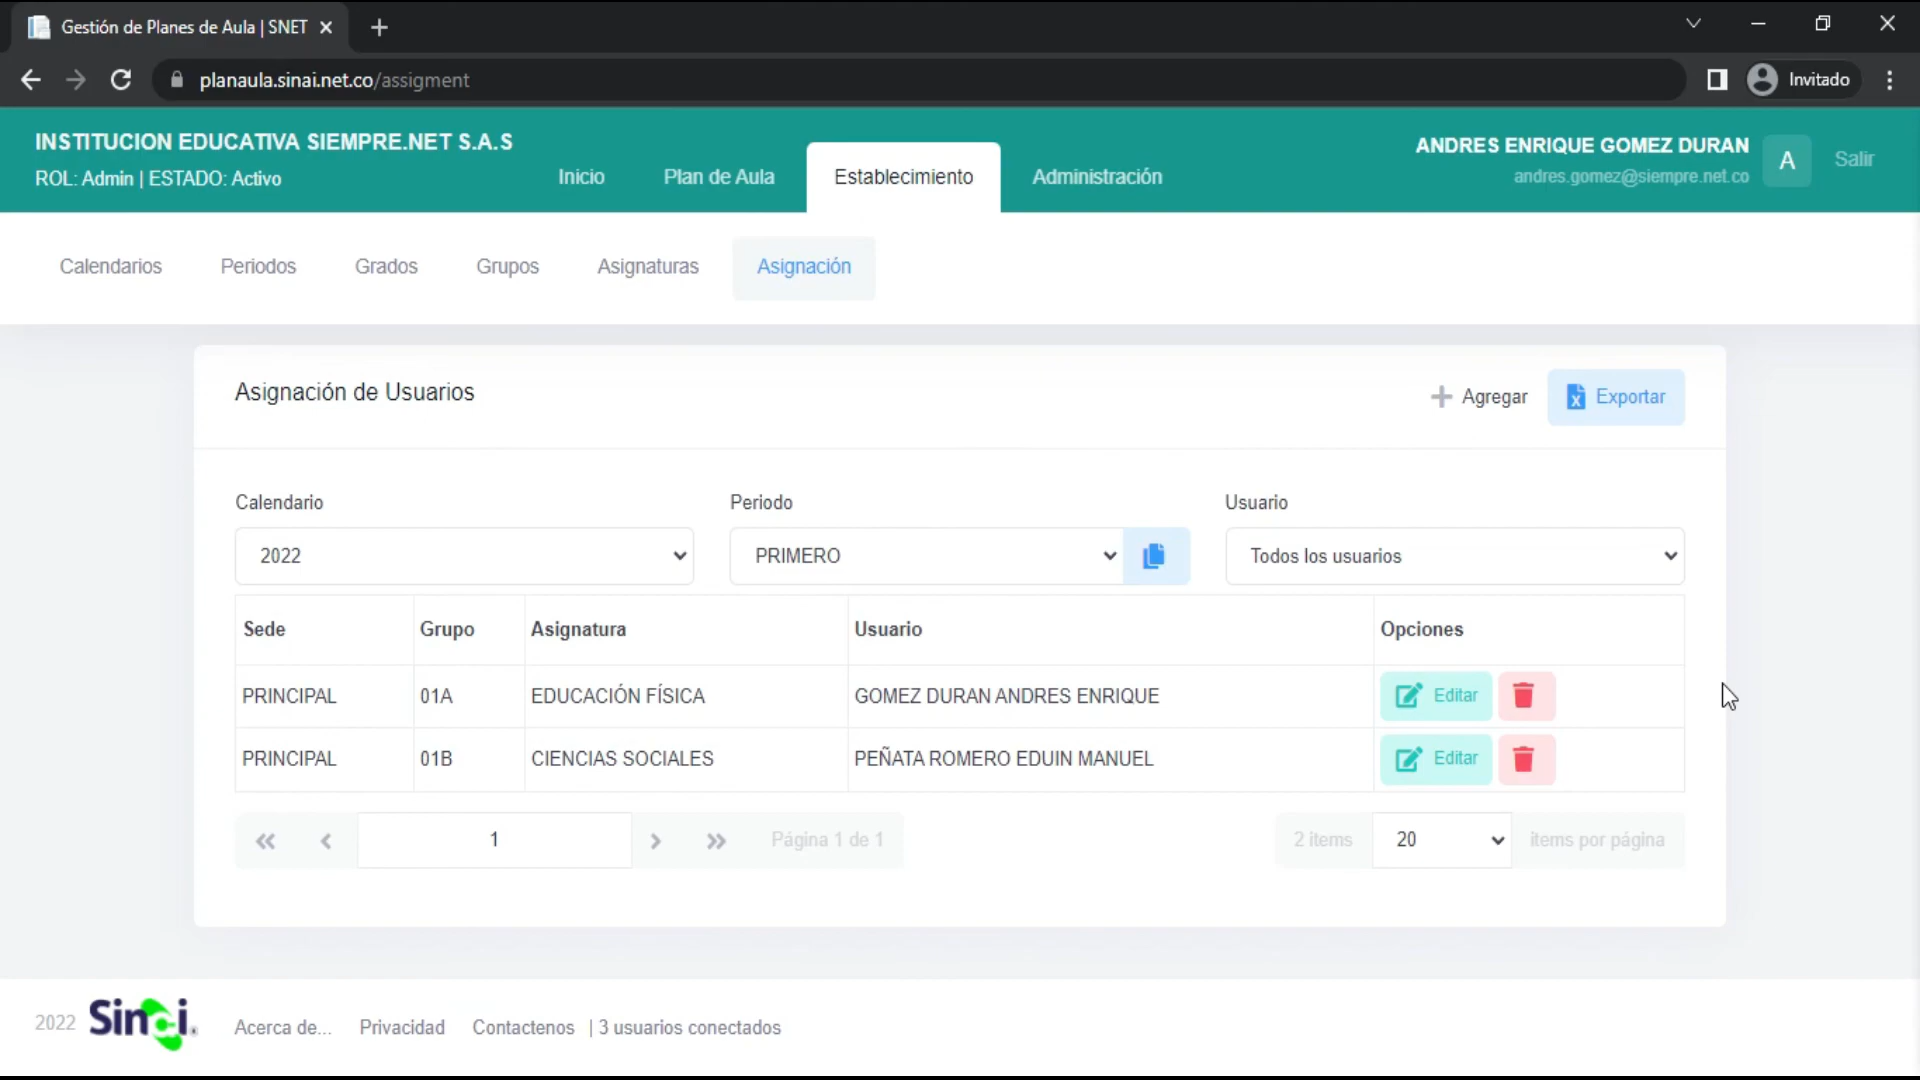 Gestión de Planes de Aula | SNET
planaula.sinai.net.co/assigment
Invitado
INSTITUCION EDUCATIVA SIEMPRE.NET S.A.S
ROL: Admin | ESTADO: Activo
Inicio
Plan de Aula
Establecimiento
Administración
ANDRES ENRIQUE GOMEZ DURAN
andres.gomez@siempre.net.co
A
Salir
Calendarios
Periodos
Grados
Grupos
Asignaturas
Asignación
Asignación de Usuarios
Agregar
Exportar
Calendario
Periodo
Usuario
2022
PRIMERO
Todos los usuarios
Sede Grupo Asignatura Usuario Opciones
PRINCIPAL 01A EDUCACIÓN FÍSICA GOMEZ DURAN ANDRES ENRIQUE Editar
PRINCIPAL 01B CIENCIAS SOCIALES PEÑATA ROMERO EDUIN MANUEL Editar
1
Página 1 de 1
2 items
20
items por página
2022
Sinai.
Acerca de...
Privacidad
Contactenos
| 3 usuarios conectados